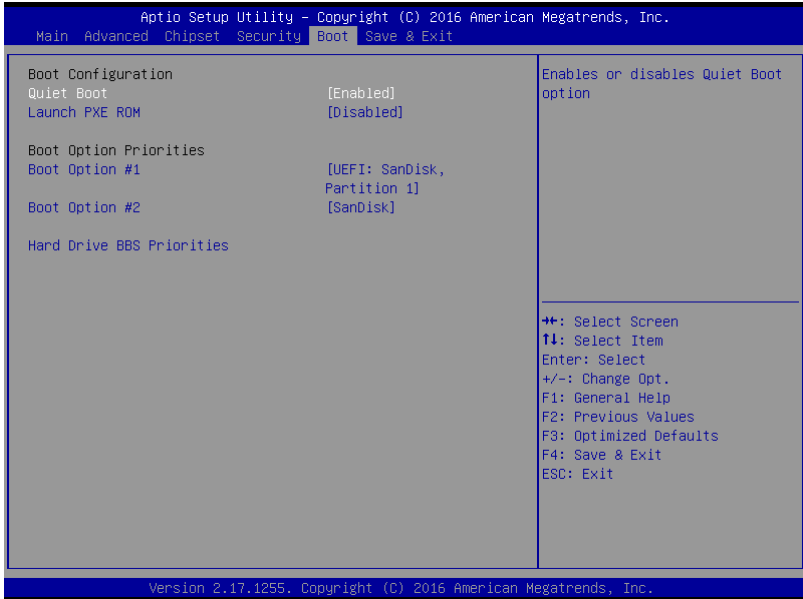 Aptio Setup Utility – Copyright (C) 2016 American Megatrends, Inc.
Main Advanced Chipset Security Boot Save & Exit
Boot Configuration
Quiet Boot [Enabled]
Launch PXE ROM [Disabled]
Boot Option Priorities
Boot Option #1 [UEFI: SanDisk,
Partition 1]
Boot Option #2 [SanDisk]
Hard Drive BBS Priorities
Enables or disables Quiet Boot
option
→←: Select Screen
↑↓: Select Item
Enter: Select
+/-: Change Opt.
F1: General Help
F2: Previous Values
F3: Optimized Defaults
F4: Save & Exit
ESC: Exit
Version 2.17.1255. Copyright (C) 2016 American Megatrends, Inc.